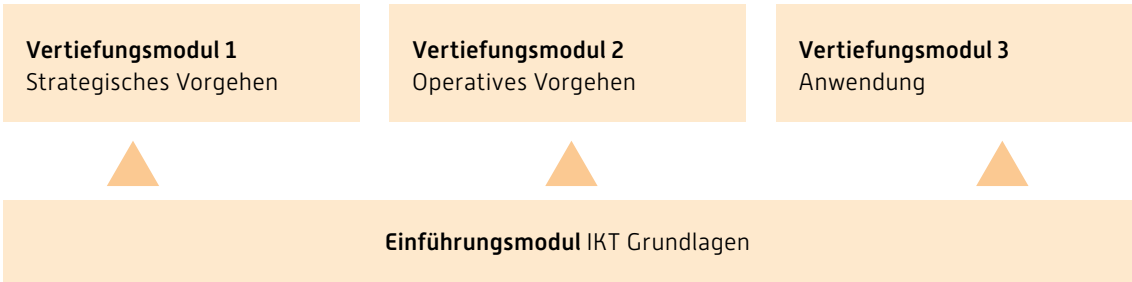 Vertiefungsmodul 1
Strategisches Vorgehen
Vertiefungsmodul 2
Operatives Vorgehen
Vertiefungsmodul 3
Anwendung
Einführungsmodul IKT Grundlagen